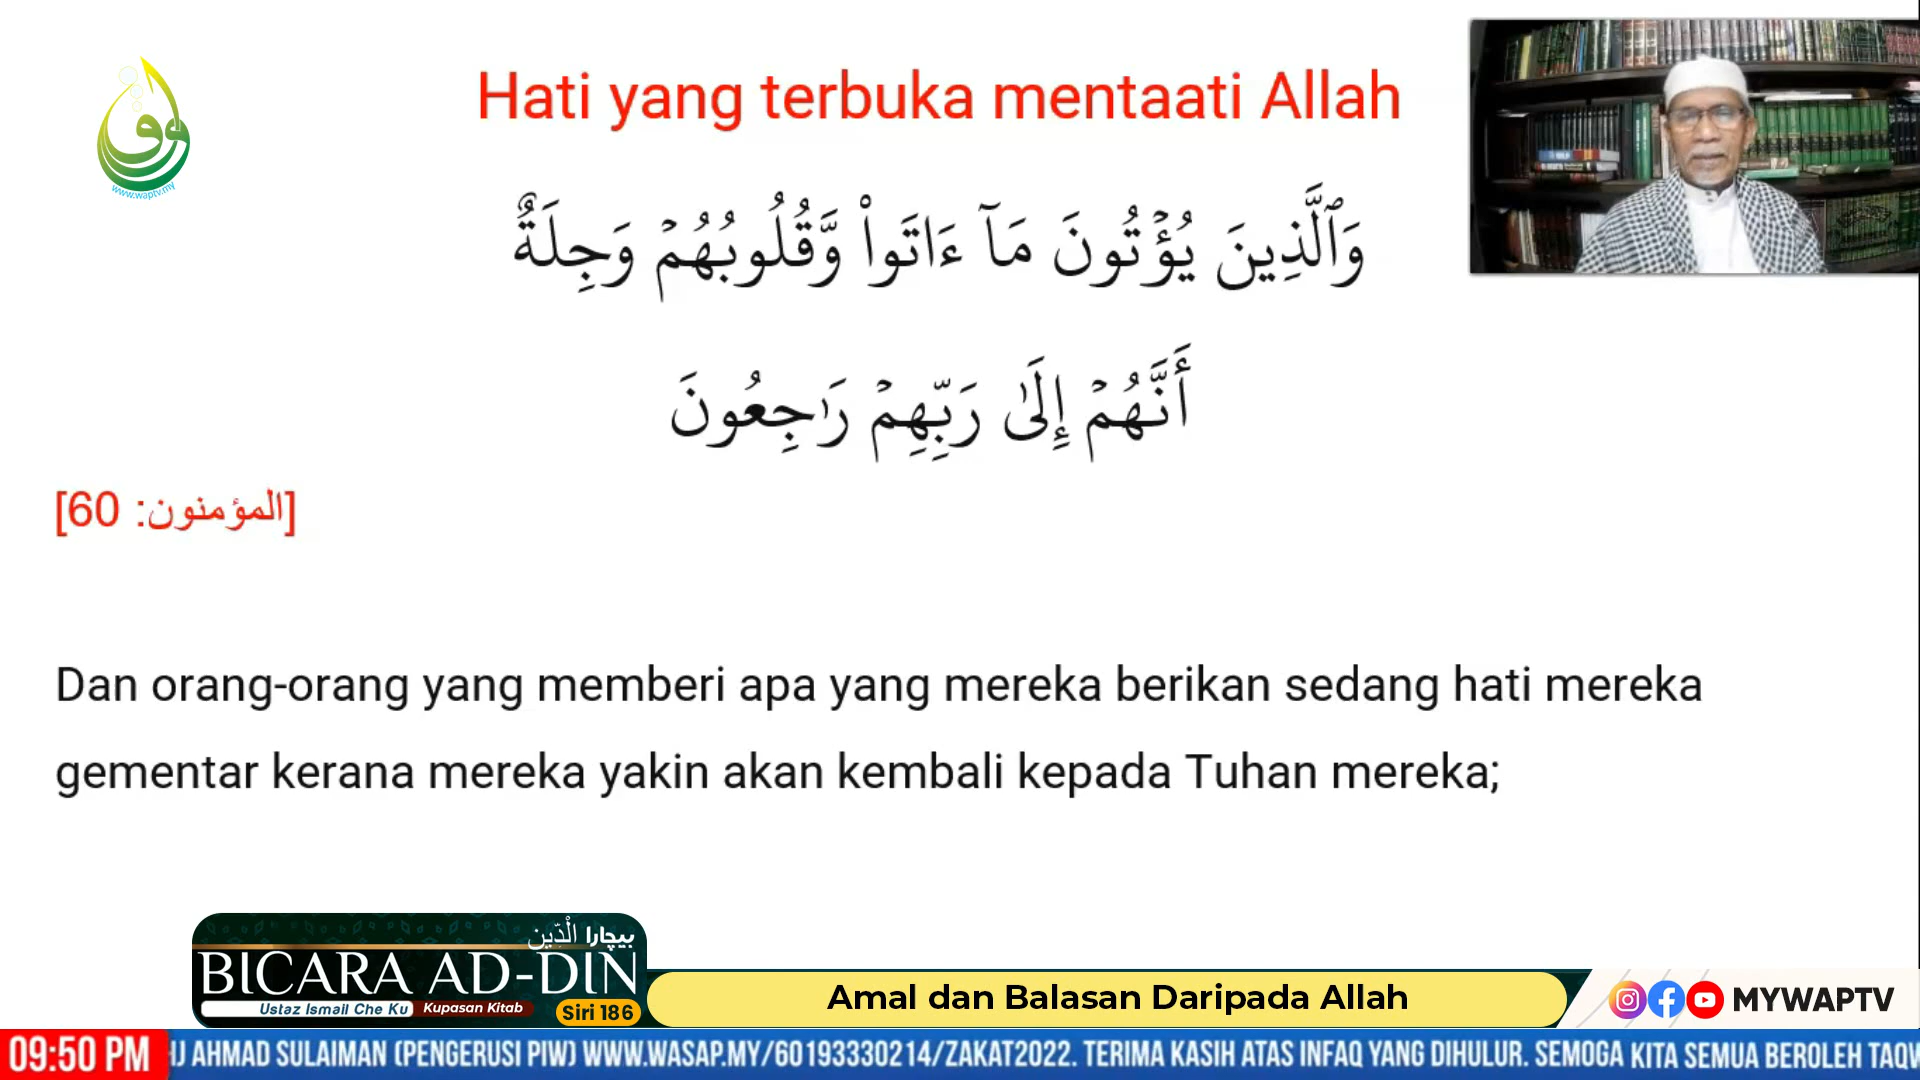 www.waptv.my
Hati yang terbuka mentaati Allah
وَٱلَّذِينَ يُؤۡتُونَ مَآ ءَاتَواْ وَّقُلُوبُهُمۡ وَجِلَةٌ
أَنَّهُمۡ إِلَىٰ رَبِّهِمۡ رَٰجِعُونَ
[المؤمنون: 60]
Dan orang-orang yang memberi apa yang mereka berikan sedang hati mereka
gementar kerana mereka yakin akan kembali kepada Tuhan mereka;
بيچارا الدّين
BICARA AD-DIN
Ustaz Ismail Che Ku Kupasan Kitab
Siri 186
Amal dan Balasan Daripada Allah
MYWAPTV
09:50 PM
AHMAD SULAIMAN (PENGERUSI PIW) WWW.WASAP.MY/60193330214/ZAKAT2022. TERIMA KASIH ATAS INFAQ YANG DIHULUR. SEMOGA KITA SEMUA BEROLEH TAQW